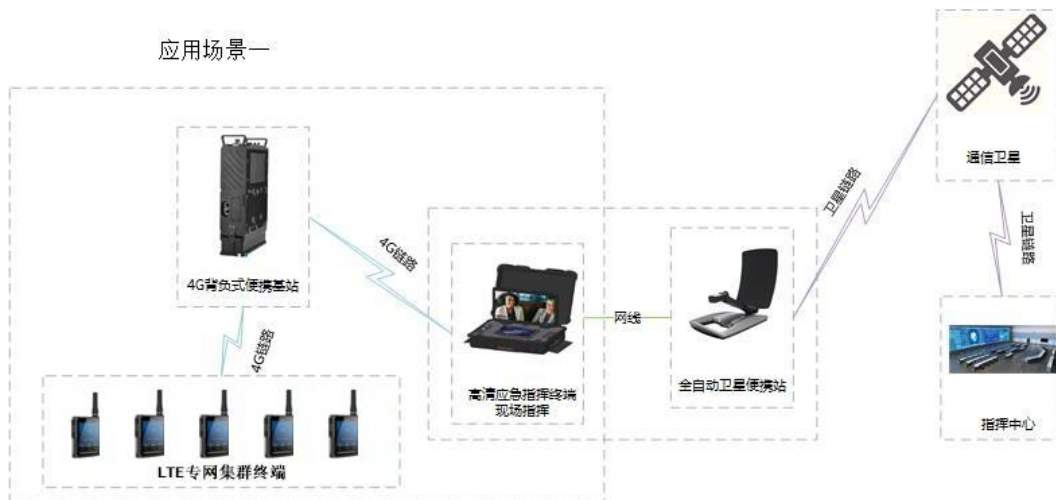 应用场景一
通信卫星
卫星链路
卫星链路
4G链路
4G背负式便携基站
网线
4G链路
高清应急指挥终端
现场指挥
全自动卫星便携站
指挥中心
LTE专网集群终端